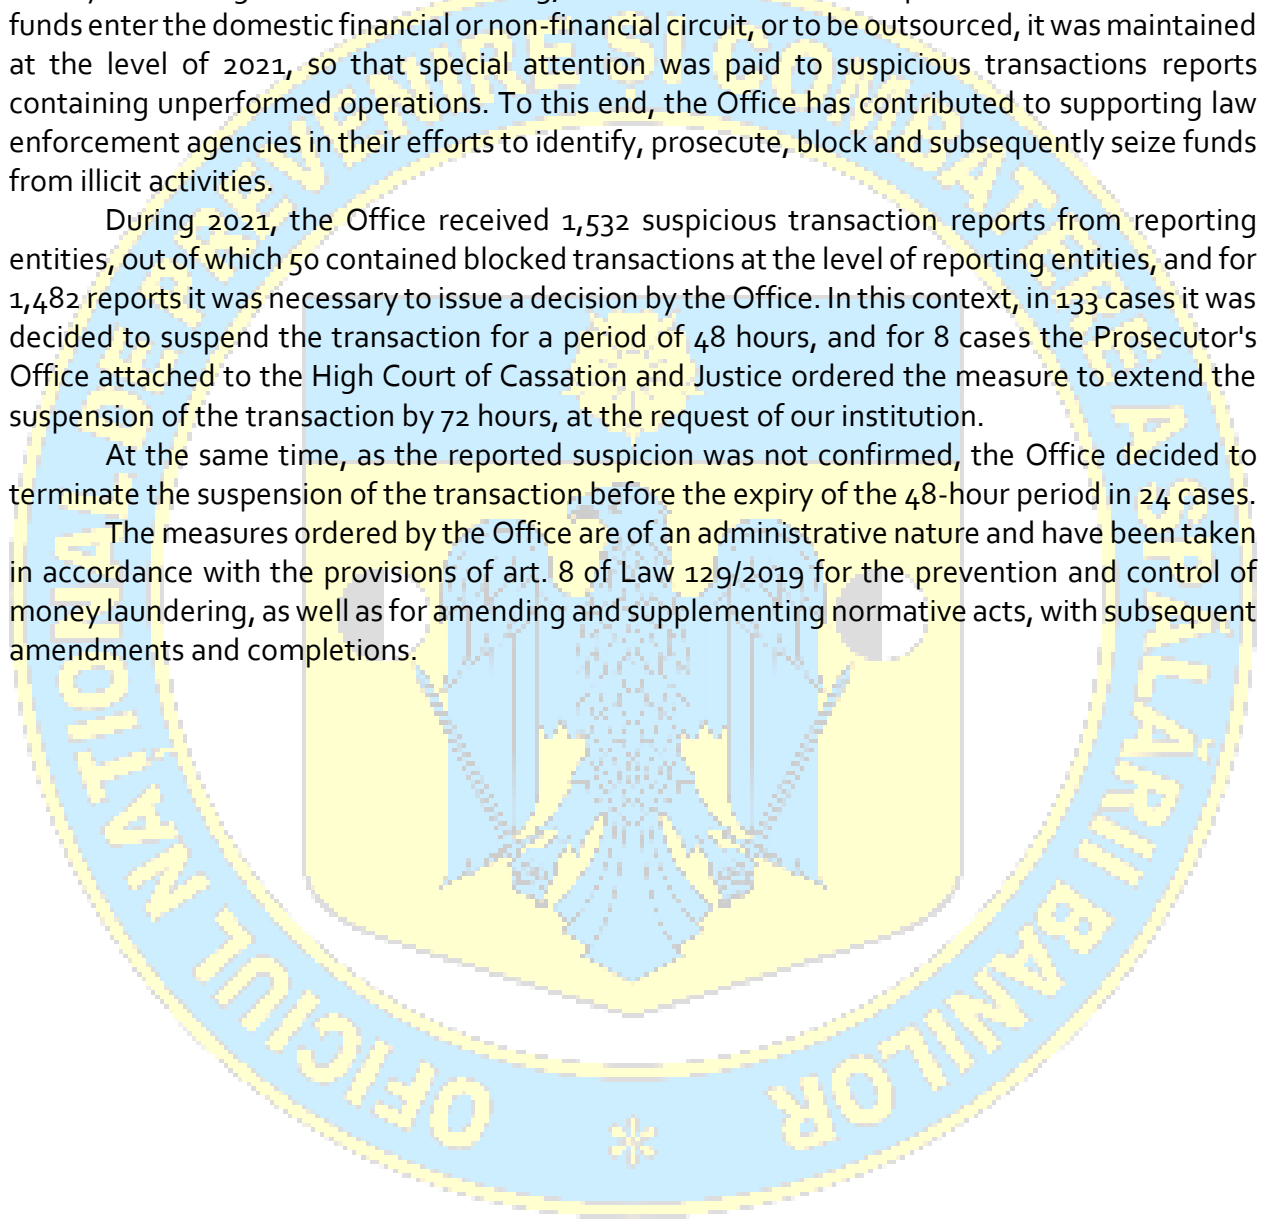 funds enter the domestic financial or non-financial circuit, or to be outsourced, it was maintained
at the level of 2021, so that special attention was paid to suspicious transactions reports
containing unperformed operations. To this end, the Office has contributed to supporting law
enforcement agencies in their efforts to identify, prosecute, block and subsequently seize funds
from illicit activities.
During 2021, the Office received 1,532 suspicious transaction reports from reporting
entities, out of which 50 contained blocked transactions at the level of reporting entities, and for
1,482 reports it was necessary to issue a decision by the Office. In this context, in 133 cases it was
decided to suspend the transaction for a period of 48 hours, and for 8 cases the Prosecutor's
Office attached to the High Court of Cassation and Justice ordered the measure to extend the
suspension of the transaction by 72 hours, at the request of our institution.
At the same time, as the reported suspicion was not confirmed, the Office decided to
terminate the suspension of the transaction before the expiry of the 48-hour period in 24 cases.
The measures ordered by the Office are of an administrative nature and have been taken
in accordance with the provisions of art. 8 of Law 129/2019 for the prevention and control of
money laundering, as well as for amending and supplementing normative acts, with subsequent
amendments and completions.
OFICIUL NAȚIONAL DE PREVENIRE SI COMBATERE A SPĂLĂRII BANILOR